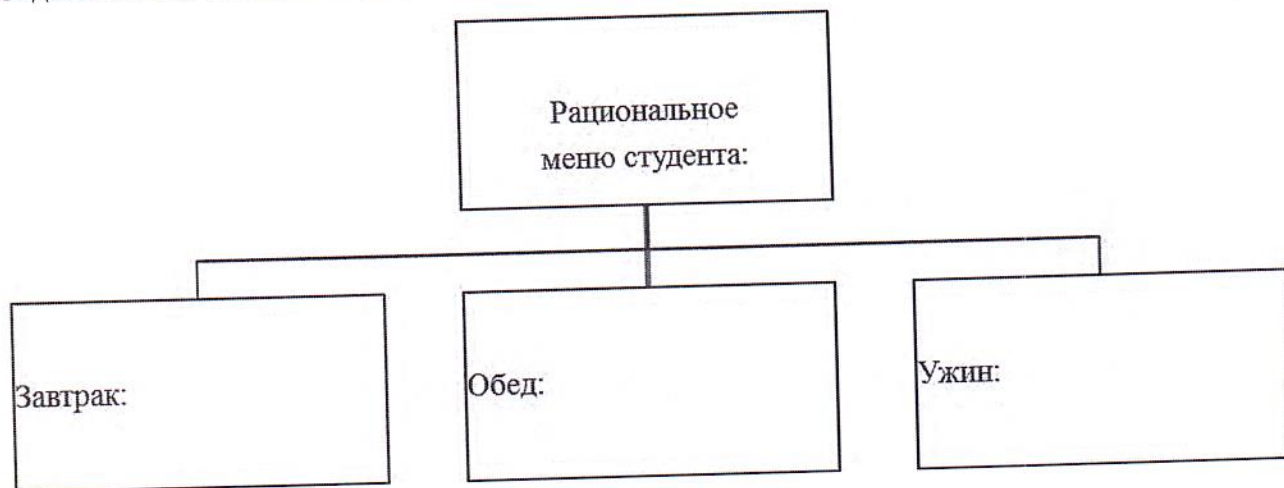 Рациональное
меню студента:
Завтрак:
Обед:
Ужин: